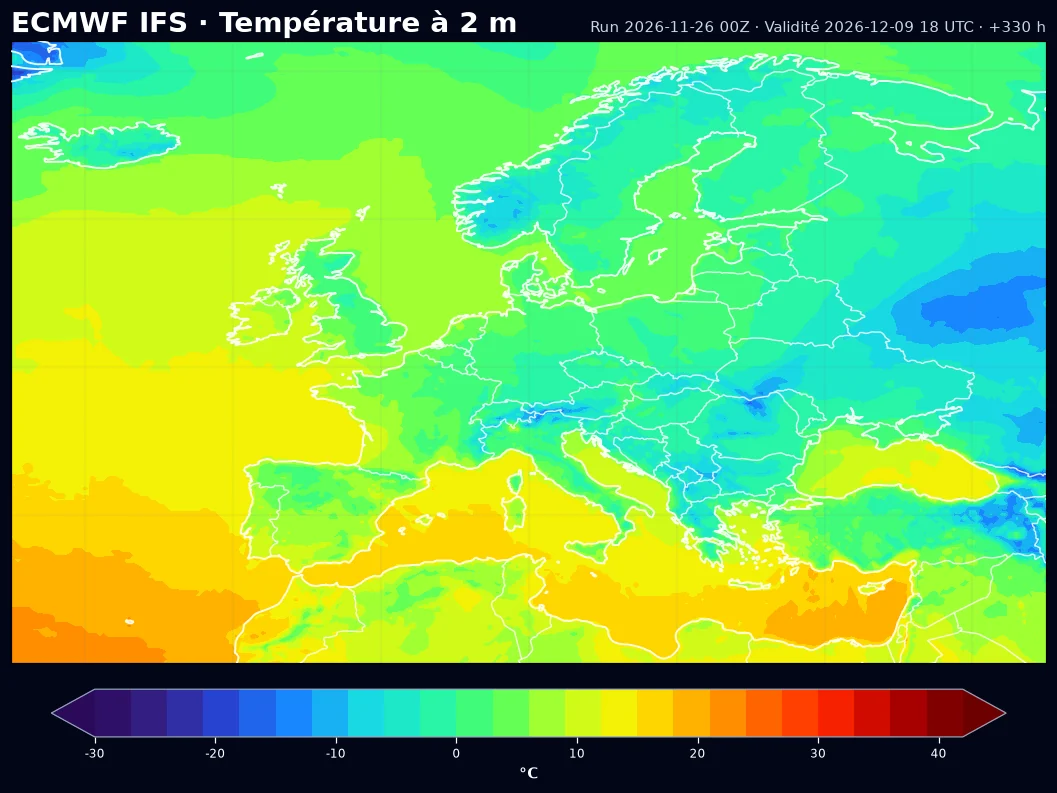 ECMWF IFS · Température à 2 m
Run 2026-11-26 00Z · Validité 2026-12-09 18 UTC · +330 h
-30 -20 -10 0 10 20 30 40
°C